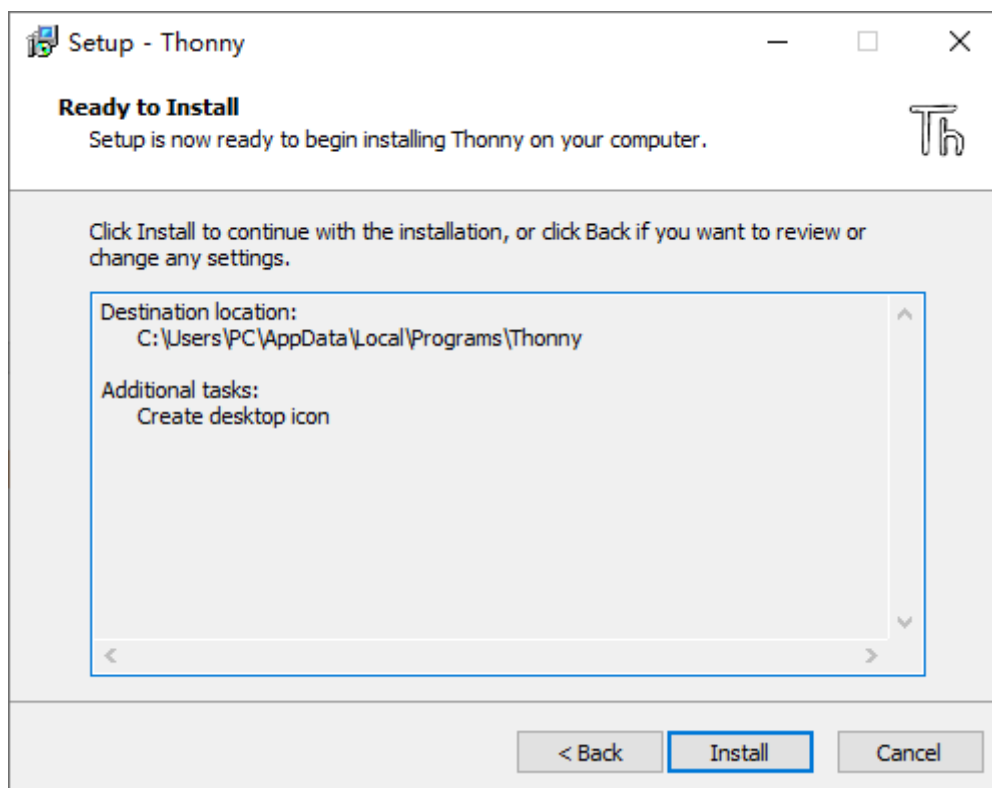 Setup - Thonny
Ready to Install
Setup is now ready to begin installing Thonny on your computer.
Th
Click Install to continue with the installation, or click Back if you want to review or
change any settings.
Destination location:
C:\Users\PC\AppData\Local\Programs\Thonny
Additional tasks:
Create desktop icon
< Back
Install
Cancel